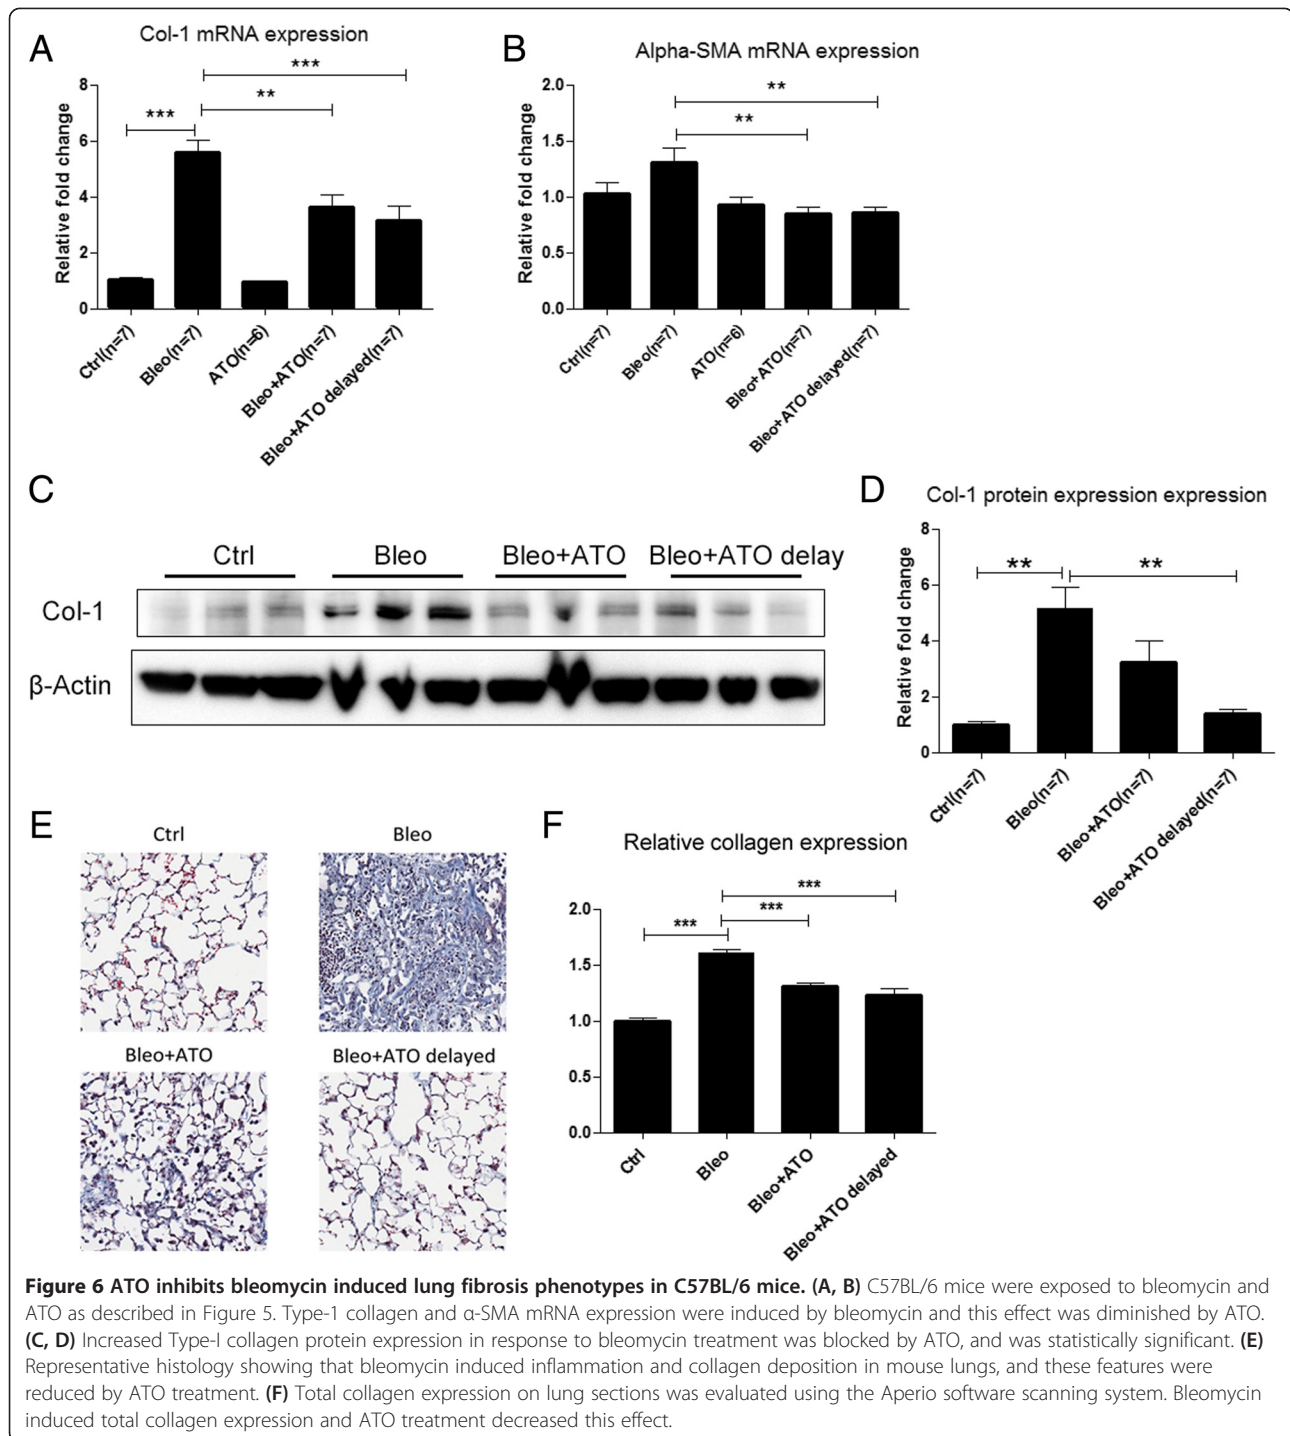 A
Col-1 mRNA expression
Relative fold change
8
6
4
2
0
***
**
***
Ctrl(n=7)
Bleo(n=7)
ATO(n=6)
Bleo+ATO(n=7)
Bleo+ATO delayed(n=7)
B
Alpha-SMA mRNA expression
Relative fold change
2.0
1.5
1.0
0.5
0.0
**
**
Ctrl(n=7)
Bleo(n=7)
ATO(n=6)
Bleo+ATO(n=7)
Bleo+ATO delayed(n=7)
C
Ctrl
Bleo
Bleo+ATO
Bleo+ATO delay
Col-1
β-Actin
D
Col-1 protein expression expression
Relative fold change
8
6
4
2
0
**
**
Ctrl(n=7)
Bleo(n=7)
Bleo+ATO(n=7)
Bleo+ATO delayed(n=7)
E
Ctrl
Bleo
Bleo+ATO
Bleo+ATO delayed
F
Relative collagen expression
2.0
1.5
1.0
0.5
0.0
***
***
***
Ctrl
Bleo
Bleo+ATO
Bleo+ATO delayed
Figure 6 ATO inhibits bleomycin induced lung fibrosis phenotypes in C57BL/6 mice. (A, B) C57BL/6 mice were exposed to bleomycin and
ATO as described in Figure 5. Type-1 collagen and α-SMA mRNA expression were induced by bleomycin and this effect was diminished by ATO.
(C, D) Increased Type-I collagen protein expression in response to bleomycin treatment was blocked by ATO, and was statistically significant. (E)
Representative histology showing that bleomycin induced inflammation and collagen deposition in mouse lungs, and these features were
reduced by ATO treatment. (F) Total collagen expression on lung sections was evaluated using the Aperio software scanning system. Bleomycin
induced total collagen expression and ATO treatment decreased this effect.